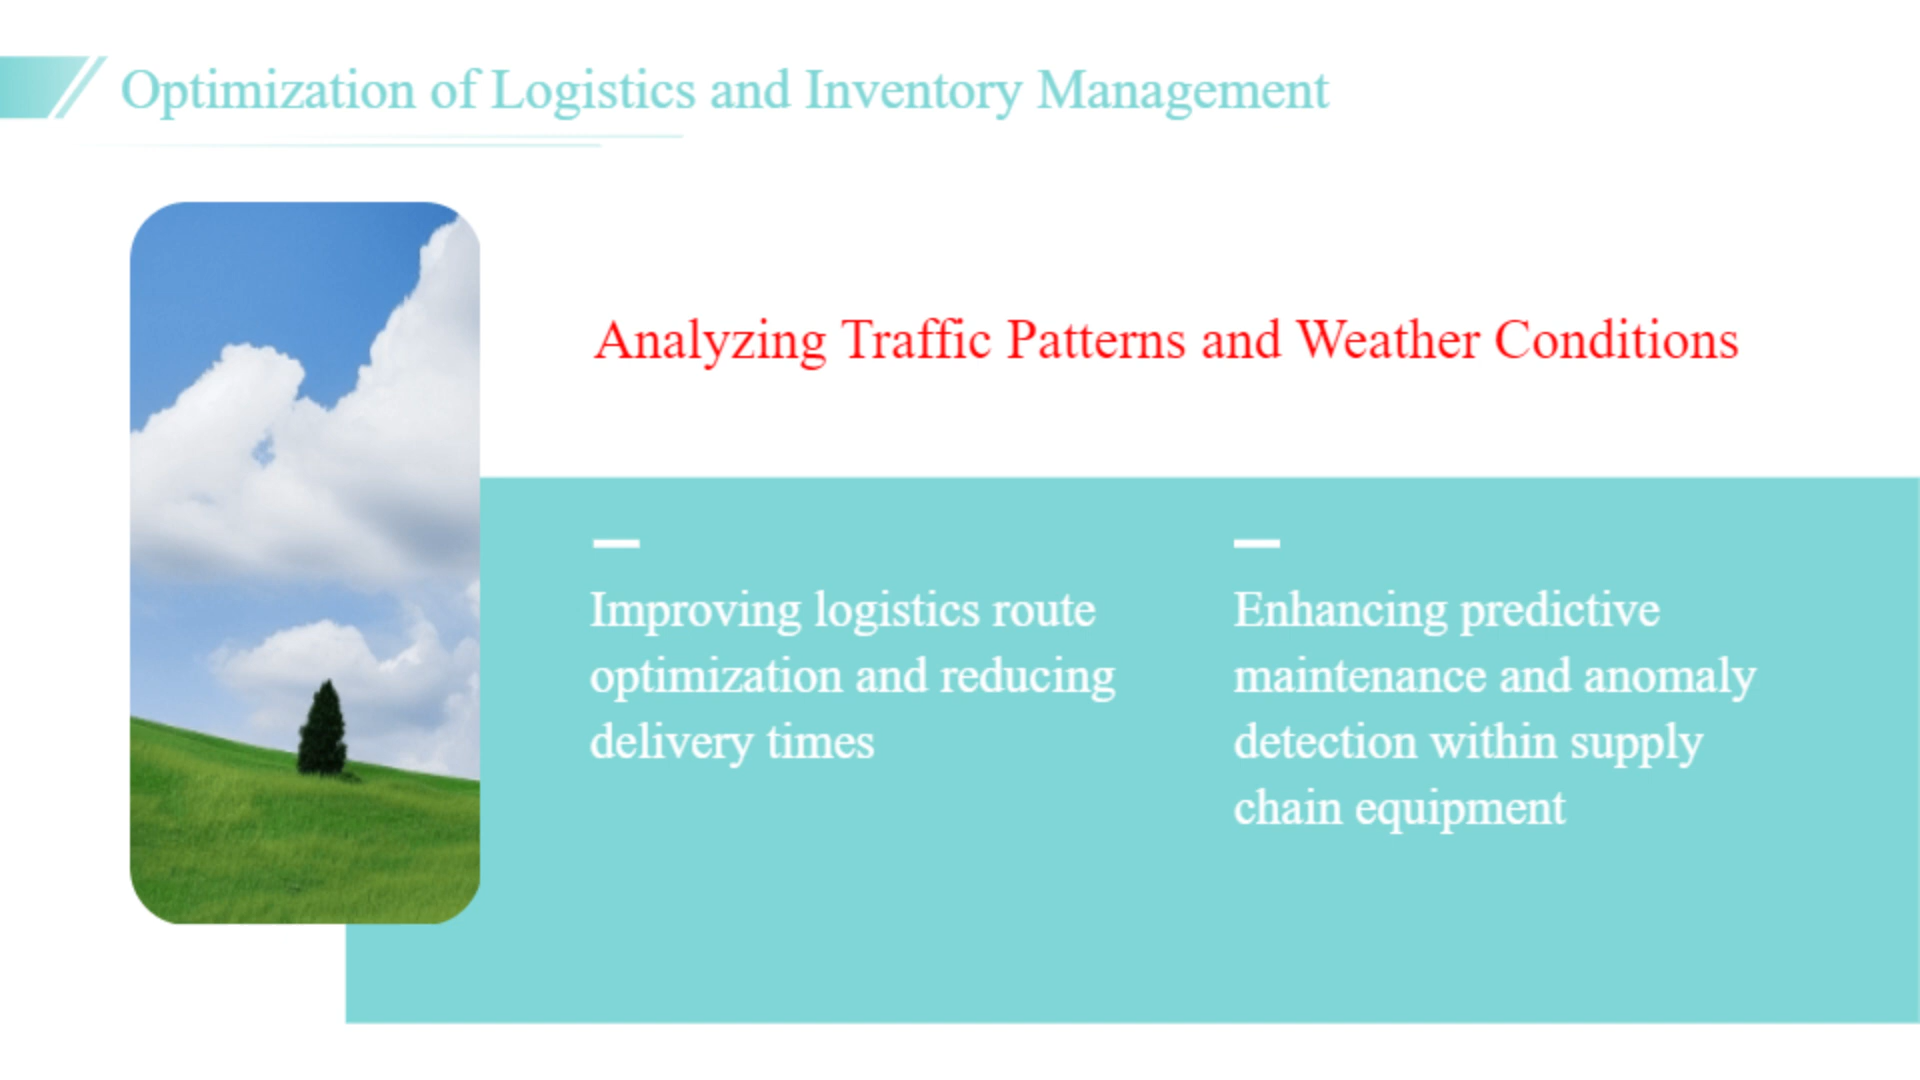 Optimization of Logistics and Inventory Management
Analyzing Traffic Patterns and Weather Conditions
Improving logistics route
optimization and reducing
delivery times
Enhancing predictive
maintenance and anomaly
detection within supply
chain equipment